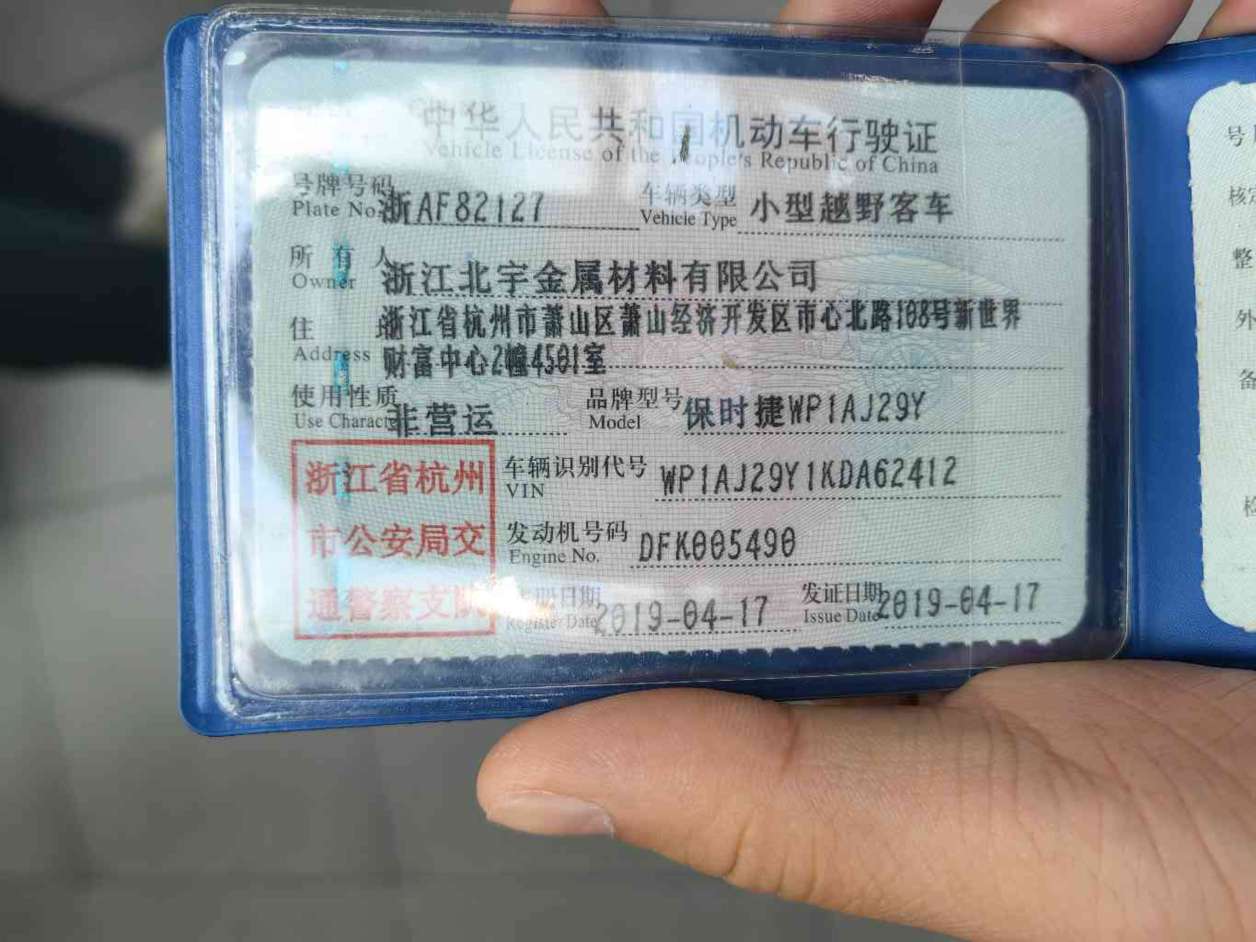 中华人民共和国机动车行驶证
Vehicle License of the People's Republic of China
号牌号码 浙AF82127 车辆类型 小型越野客车
Plate No. Vehicle Type
所有人 浙江北宇金属材料有限公司
Owner
住 址 浙江省杭州市萧山区萧山经济开发区市心北路108号新世界
Address 财富中心2幢4501室
使用性质 非营运 品牌型号 保时捷WP1AJ29Y
Use Character Model
浙江省杭州
市公安局交
通警察支队
车辆识别代号 WP1AJ29Y1KDA62412
VIN
发动机号码 DFK005490
Engine No.
注册日期 2019-04-17 发证日期 2019-04-17
Register Date Issue Date
号
核
整
外
备
检